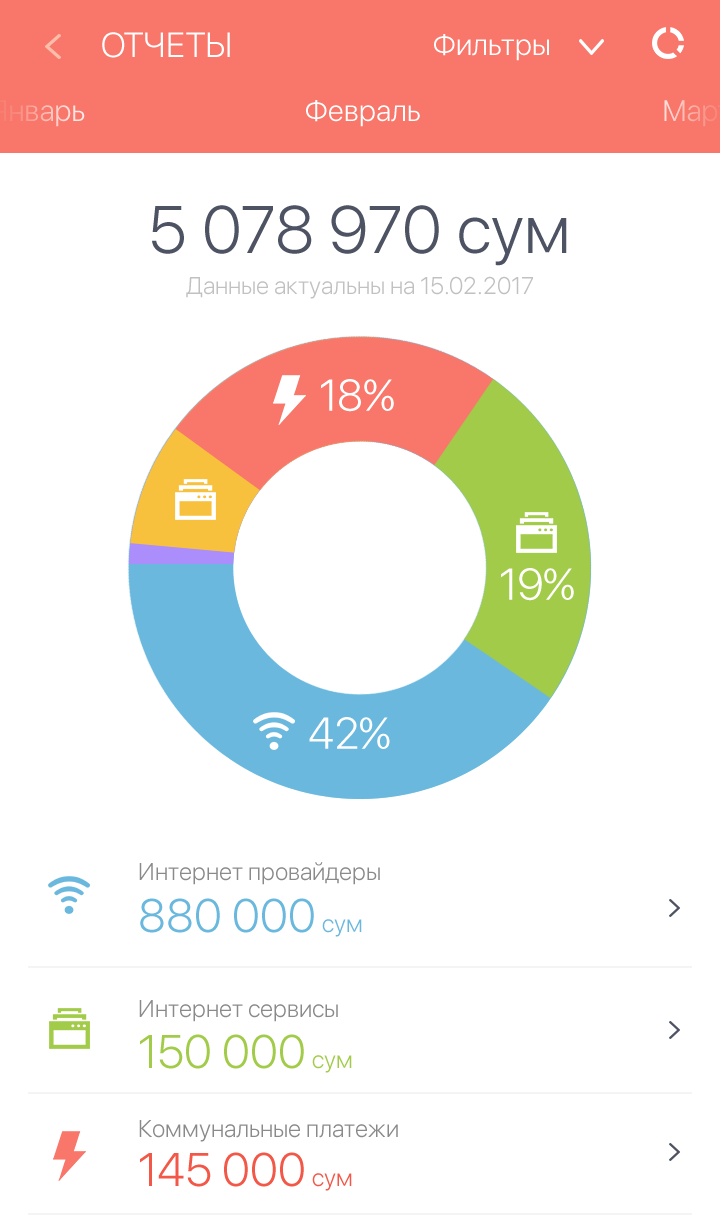 ОТЧЕТЫ
Фильтры
Январь
Февраль
Мар
5 078 970 сум
Данные актуальны на 15.02.2017
18%
19%
42%
Интернет провайдеры
880 000 сум
Интернет сервисы
150 000 сум
Коммунальные платежи
145 000 сум